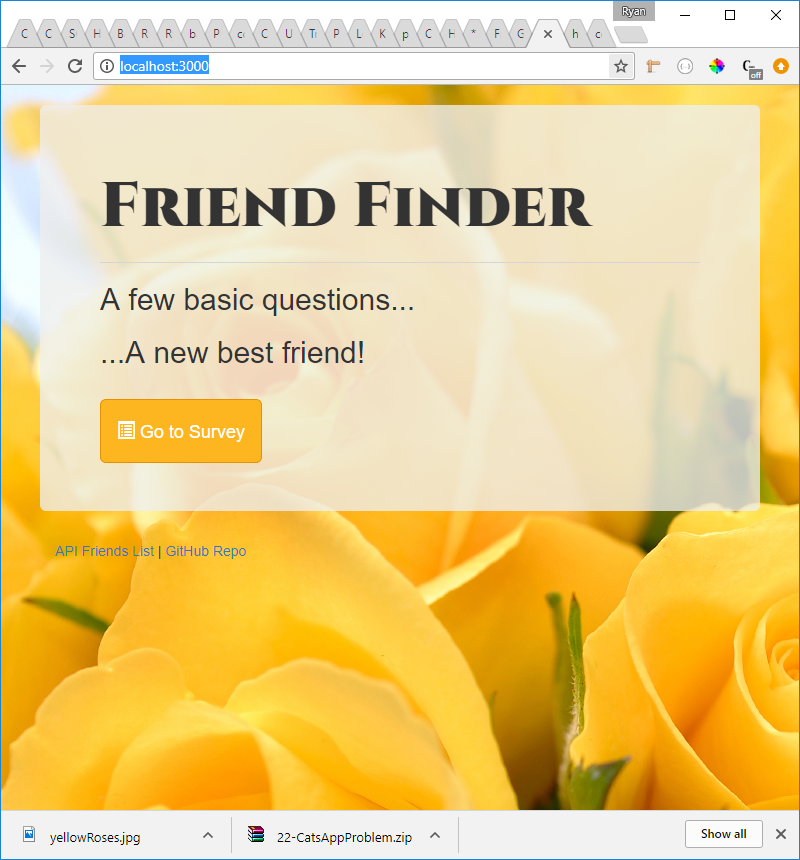 Ryan
C C S H B R R b P c C U T P L K p C H * F G h c
localhost:3000
off
Friend Finder
A few basic questions...
...A new best friend!
Go to Survey
API Friends List | GitHub Repo
yellowRoses.jpg
22-CatsAppProblem.zip
Show all